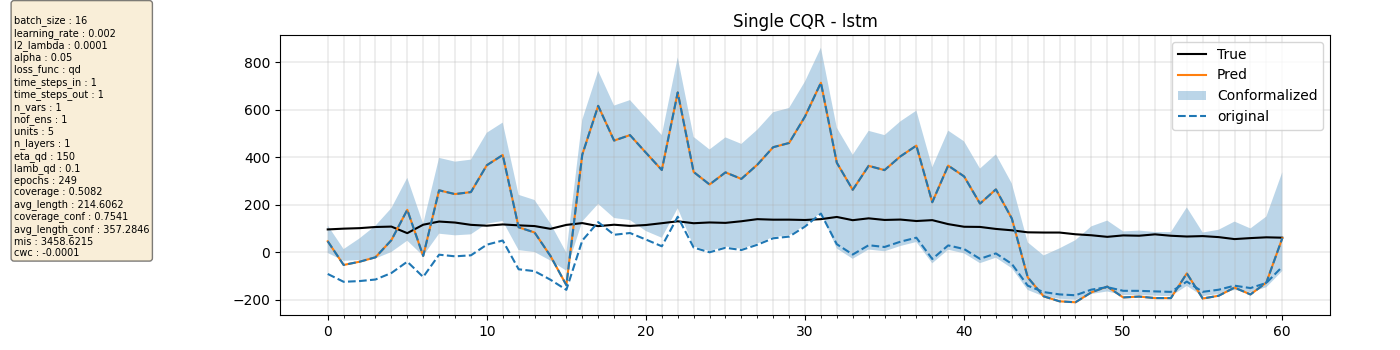 batch_size : 16
learning_rate : 0.002
l2_lambda : 0.0001
alpha : 0.05
loss_func : qd
time_steps_in : 1
time_steps_out : 1
n_vars : 1
nof_ens : 1
units : 5
n_layers : 1
eta_qd : 150
lamb_qd : 0.1
epochs : 249
coverage : 0.5082
avg_length : 214.6062
coverage_conf : 0.7541
avg_length_conf : 357.2846
mis : 3458.6215
cwc : -0.0001
Single CQR - lstm
True
Pred
Conformalized
original
800
600
400
200
0
−200
0 10 20 30 40 50 60